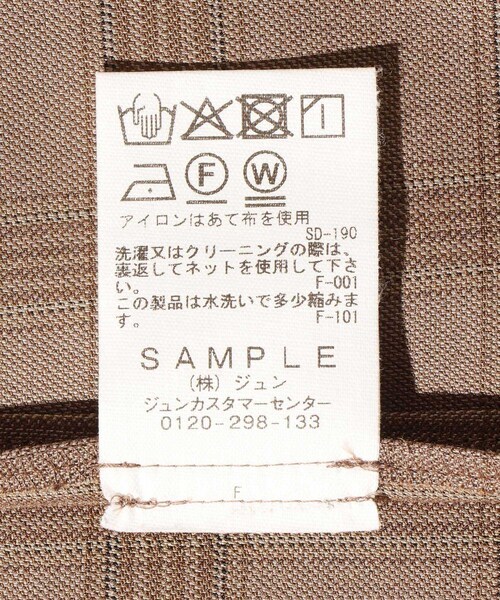 F W
アイロンはあて布を使用
SD-190
洗濯又はクリーニングの際は、
裏返してネットを使用して下さ
い。 F-001
この製品は水洗いで多少縮みま
す。 F-101
SAMPLE
(株) ジュン
ジュンカスタマーセンター
0120-298-133
F